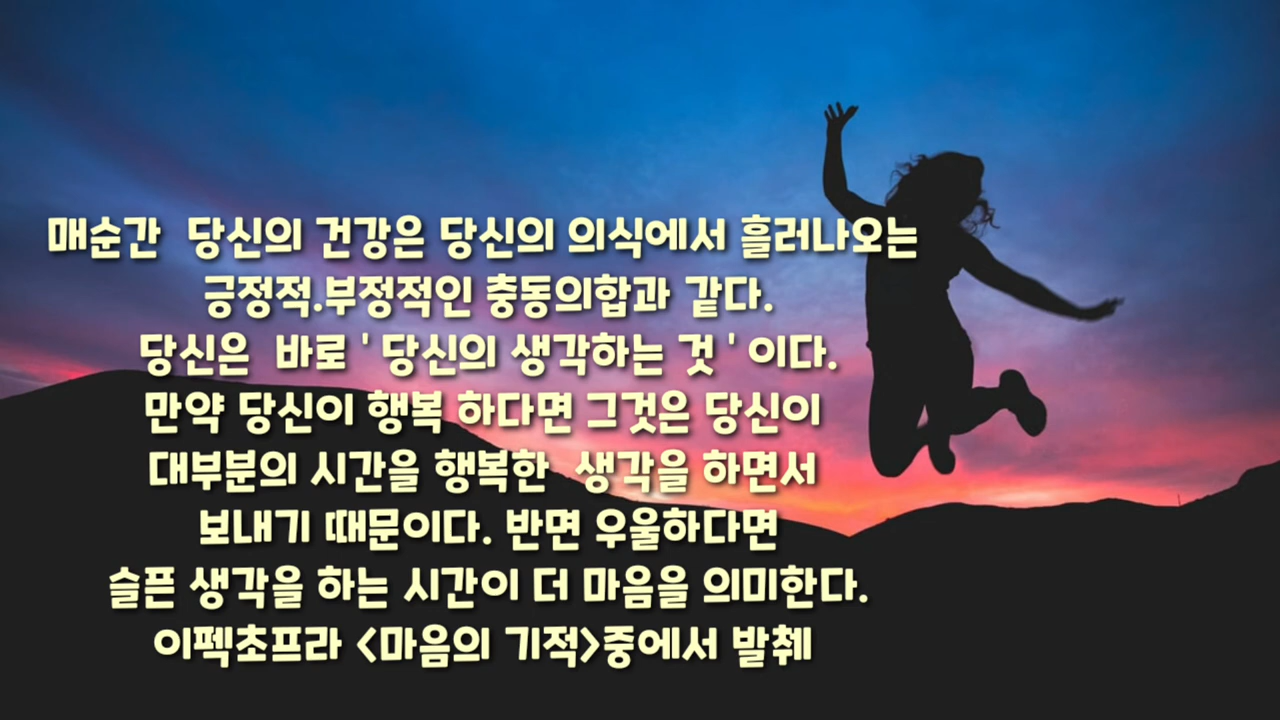 매순간 당신의 건강은 당신의 의식에서 흘러나오는
긍정적.부정적인 충동의합과 같다.
당신은 바로 ' 당신의 생각하는 것 ' 이다.
만약 당신이 행복 하다면 그것은 당신이
대부분의 시간을 행복한 생각을 하면서
보내기 때문이다. 반면 우울하다면
슬픈 생각을 하는 시간이 더 마음을 의미한다.
이펙초프라 <마음의 기적>중에서 발췌